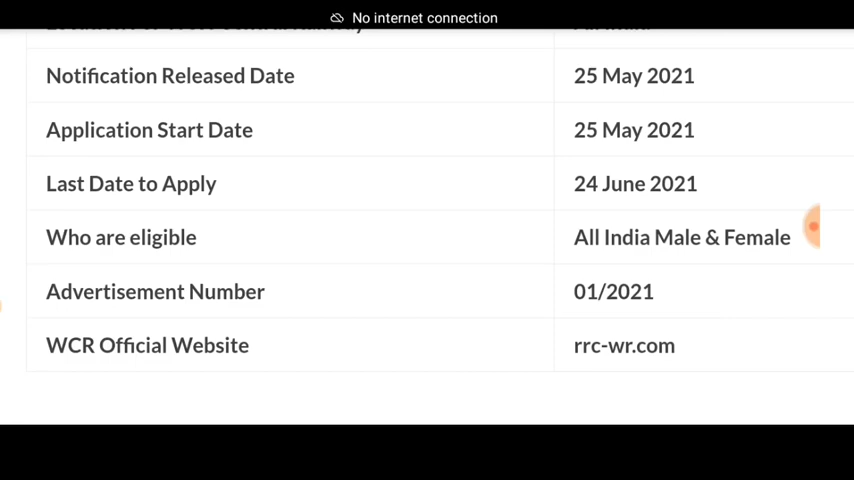 No internet connection
Notification Released Date 25 May 2021
Application Start Date 25 May 2021
Last Date to Apply 24 June 2021
Who are eligible All India Male & Female
Advertisement Number 01/2021
WCR Official Website rrc-wr.com